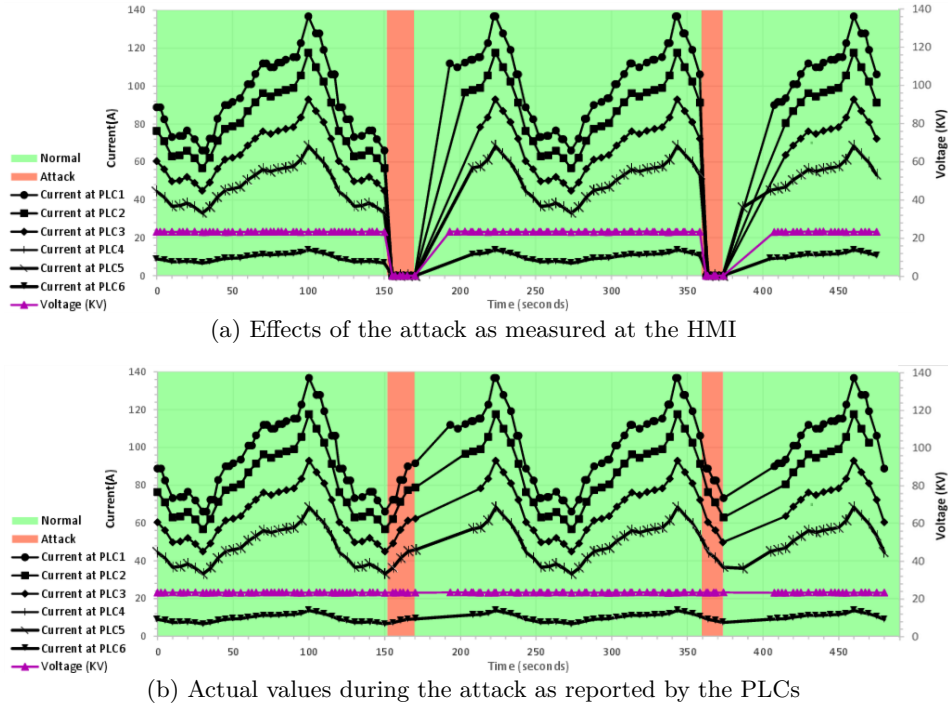 140
120
100
80
60
40
20
0
Current(A)
140
120
100
80
60
40
20
0
Voltage (KV)
0 50 100 150 200 250 300 350 400 450
Time (seconds)
Normal
Attack
Current at PLC1
Current at PLC2
Current at PLC3
Current at PLC4
Current at PLC5
Current at PLC6
Voltage (KV)
(a) Effects of the attack as measured at the HMI
140
120
100
80
60
40
20
0
Current(A)
140
120
100
80
60
40
20
0
Voltage (KV)
0 50 100 150 200 250 300 350 400 450
Time (seconds)
Normal
Attack
Current at PLC1
Current at PLC2
Current at PLC3
Current at PLC4
Current at PLC5
Current at PLC6
Voltage (KV)
(b) Actual values during the attack as reported by the PLCs